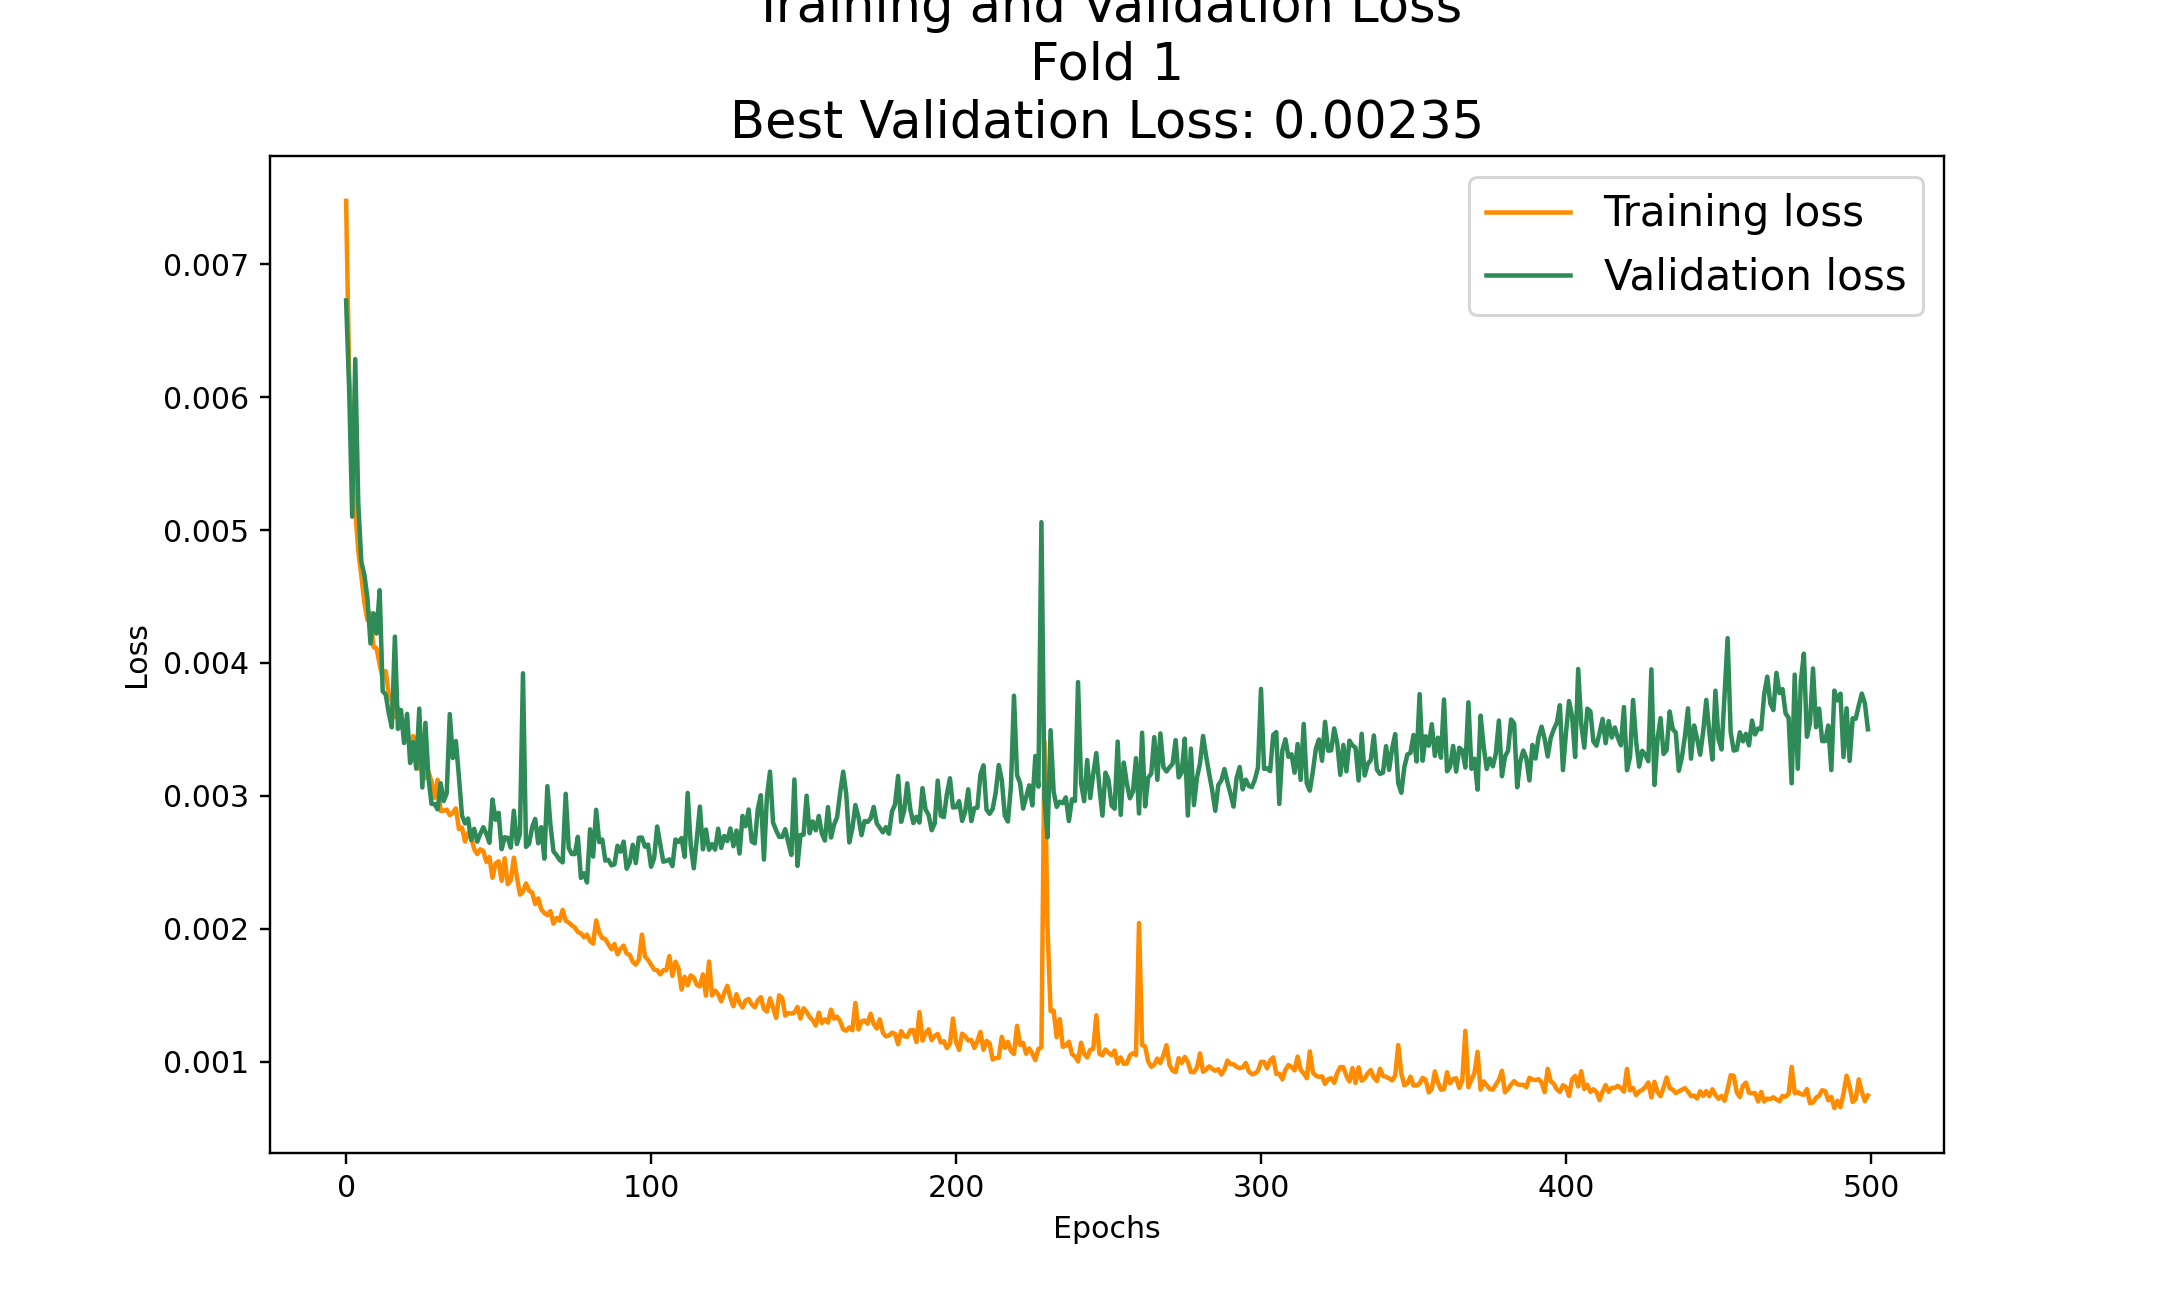 Training and Validation Loss
Fold 1
Best Validation Loss: 0.00235
Training loss
Validation loss
0.007
0.006
0.005
0.004
0.003
0.002
0.001
Loss
0 100 200 300 400 500
Epochs